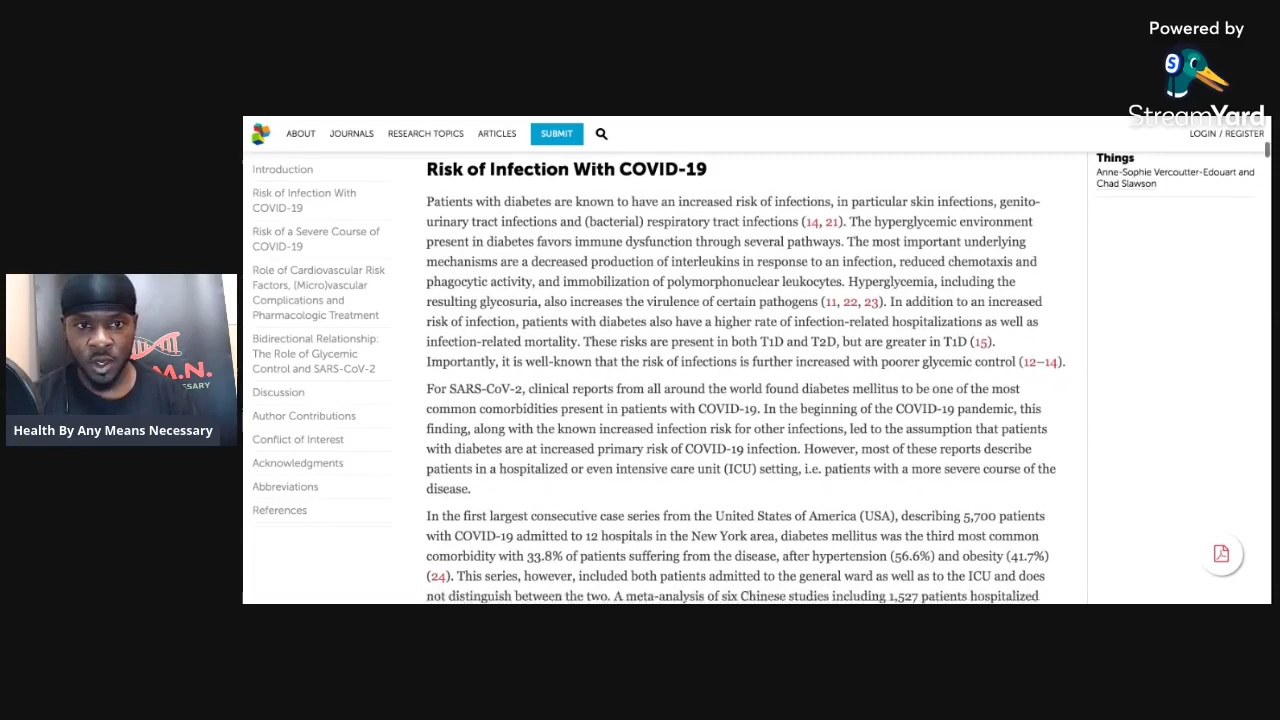 Powered by
S
StreamYard
ABOUT JOURNALS RESEARCH TOPICS ARTICLES SUBMIT LOGIN / REGISTER
Introduction
Risk of Infection With
COVID-19
Risk of a Severe Course of
COVID-19
Role of Cardiovascular Risk
Factors, (Micro)vascular
Complications and
Pharmacologic Treatment
Bidirectional Relationship:
The Role of Glycemic
Control and SARS-CoV-2
Discussion
Author Contributions
Conflict of Interest
Acknowledgments
Abbreviations
References
Risk of Infection With COVID-19
Patients with diabetes are known to have an increased risk of infections, in particular skin infections, genito-
urinary tract infections and (bacterial) respiratory tract infections (14, 21). The hyperglycemic environment
present in diabetes favors immune dysfunction through several pathways. The most important underlying
mechanisms are a decreased production of interleukins in response to an infection, reduced chemotaxis and
phagocytic activity, and immobilization of polymorphonuclear leukocytes. Hyperglycemia, including the
resulting glycosuria, also increases the virulence of certain pathogens (11, 22, 23). In addition to an increased
risk of infection, patients with diabetes also have a higher rate of infection-related hospitalizations as well as
infection-related mortality. These risks are present in both T1D and T2D, but are greater in T1D (15).
Importantly, it is well-known that the risk of infections is further increased with poorer glycemic control (12–14).
For SARS-CoV-2, clinical reports from all around the world found diabetes mellitus to be one of the most
common comorbidities present in patients with COVID-19. In the beginning of the COVID-19 pandemic, this
finding, along with the known increased infection risk for other infections, led to the assumption that patients
with diabetes are at increased primary risk of COVID-19 infection. However, most of these reports describe
patients in a hospitalized or even intensive care unit (ICU) setting, i.e. patients with a more severe course of the
disease.
In the first largest consecutive case series from the United States of America (USA), describing 5,700 patients
with COVID-19 admitted to 12 hospitals in the New York area, diabetes mellitus was the third most common
comorbidity with 33.8% of patients suffering from the disease, after hypertension (56.6%) and obesity (41.7%)
(24). This series, however, included both patients admitted to the general ward as well as to the ICU and does
not distinguish between the two. A meta-analysis of six Chinese studies including 1,527 patients hospitalized
Things
Anne-Sophie Vercoutter-Edouart and
Chad Slawson
.M.N.
SSARY
Health By Any Means Necessary